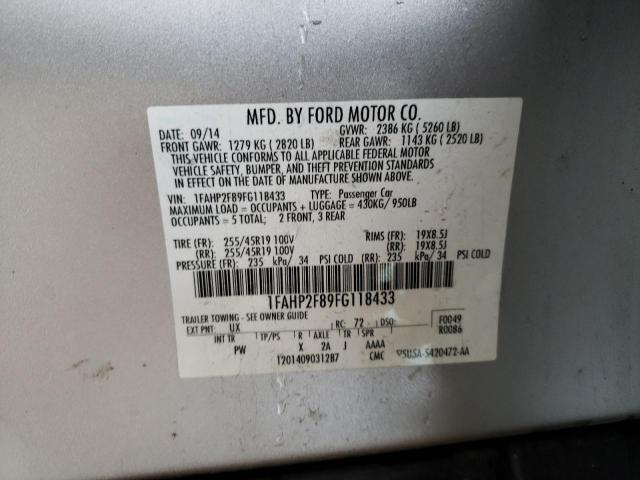 MFD. BY FORD MOTOR CO.
DATE: 09/14 GVWR: 2386 KG ( 5260 LB)
FRONT GAWR: 1279 KG ( 2820 LB) REAR GAWR: 1143 KG ( 2520 LB)
THIS VEHICLE CONFORMS TO ALL APPLICABLE FEDERAL MOTOR
VEHICLE SAFETY, BUMPER, AND THEFT PREVENTION STANDARDS
IN EFFECT ON THE DATE OF MANUFACTURE SHOWN ABOVE.
VIN: 1FAHP2F89FG118433 TYPE: Passenger Car
MAXIMUM LOAD = OCCUPANTS + LUGGAGE = 430KG/ 950LB
OCCUPANTS = 5 TOTAL; 2 FRONT, 3 REAR
TIRE (FR): 255/45R19 100V RIMS (FR): 19X8.5J
(RR): 255/45R19 100V (RR): 19X8.5J
PRESSURE (FR): 235 kPa/ 34 PSI COLD (RR): 235 kPa/ 34 PSI COLD
1FAHP2F89FG118433
TRAILER TOWING - SEE OWNER GUIDE F0049
EXT PNT: UX RC: 72 DSO: R0086
INT TR TP/PS R AXLE TR SPR
PW X 2A J AAAA
1201409031287 CMC 5U5A-5420472-AA